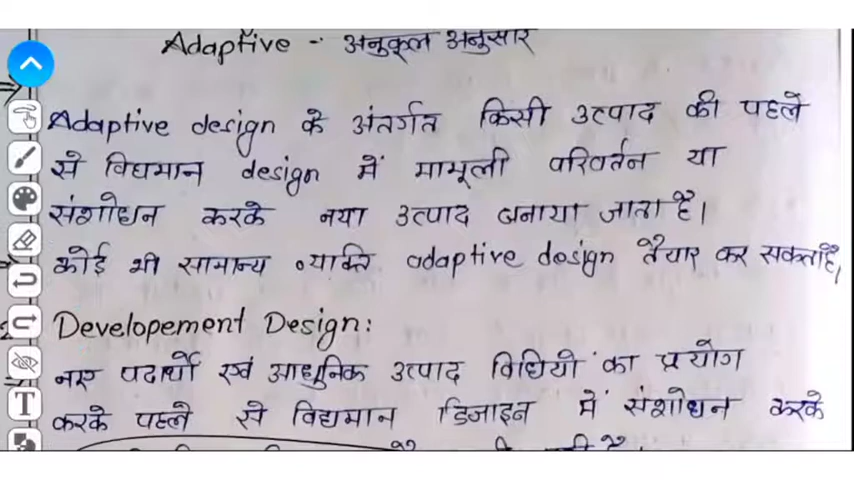 Adaptive - अनुकूल अनुसार
Adaptive design के अंतर्गत किसी उत्पाद की पहले
से विद्यमान design में मामूली परिवर्तन या
संशोधन करके नया उत्पाद बनाया जाता है।
कोई भी सामान्य व्यक्ति adaptive design तैयार कर सकता है,
Developement Design:
नए पदार्थो एवं आधुनिक उत्पाद विधियो का प्रयोग
करके पहले से विद्यमान डिजाइन में संशोधन करके
T